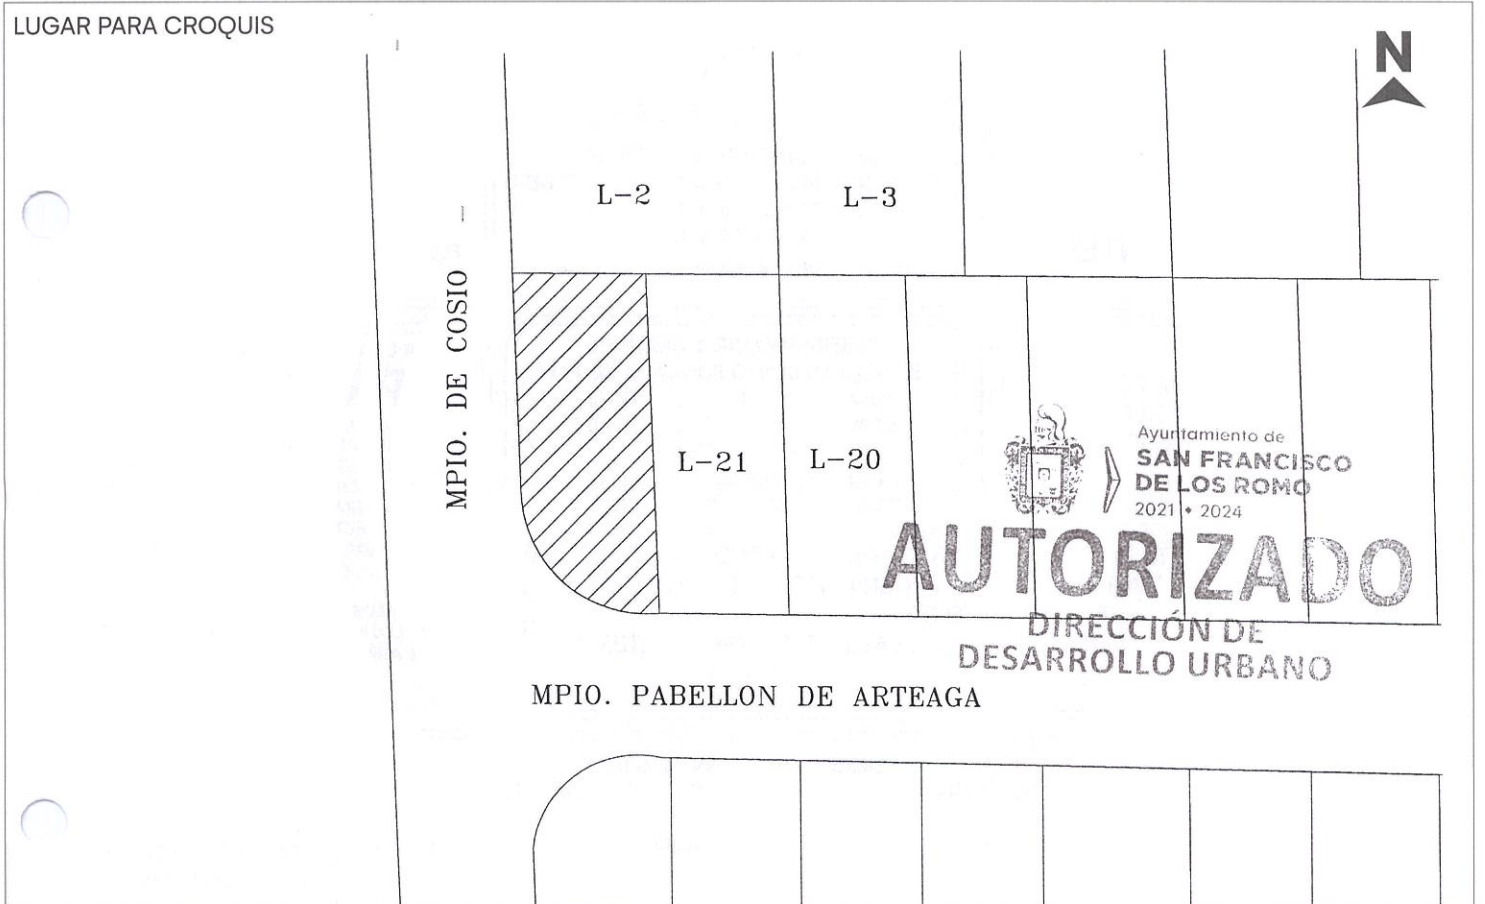 LUGAR PARA CROQUIS
N
L-2
L-3
MPIO. DE COSIO
L-21
L-20
Ayuntamiento de
SAN FRANCISCO
DE LOS ROMO
2021 • 2024
AUTORIZADO
DIRECCIÓN DE
DESARROLLO URBANO
MPIO. PABELLON DE ARTEAGA